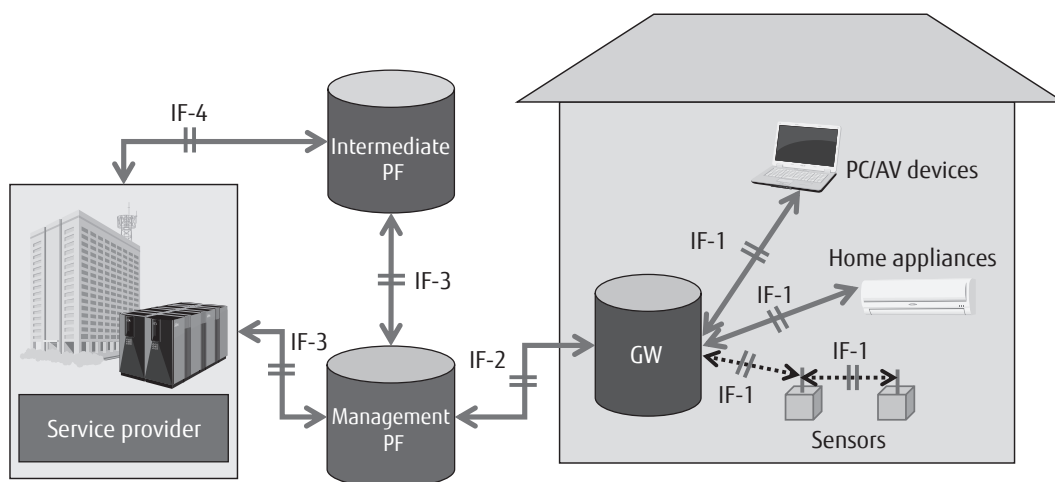 IF-4
Intermediate
PF
IF-3
IF-3
Service provider
Management
PF
IF-2
GW
PC/AV devices
IF-1
Home appliances
IF-1
IF-1
IF-1
Sensors